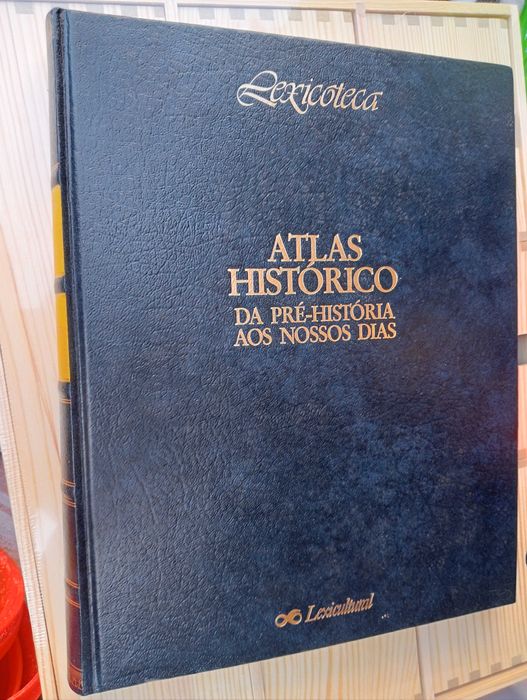 Lexicoteca
ATLAS
HISTÓRICO
DA PRÉ-HISTÓRIA
AOS NOSSOS DIAS
Lexicultural